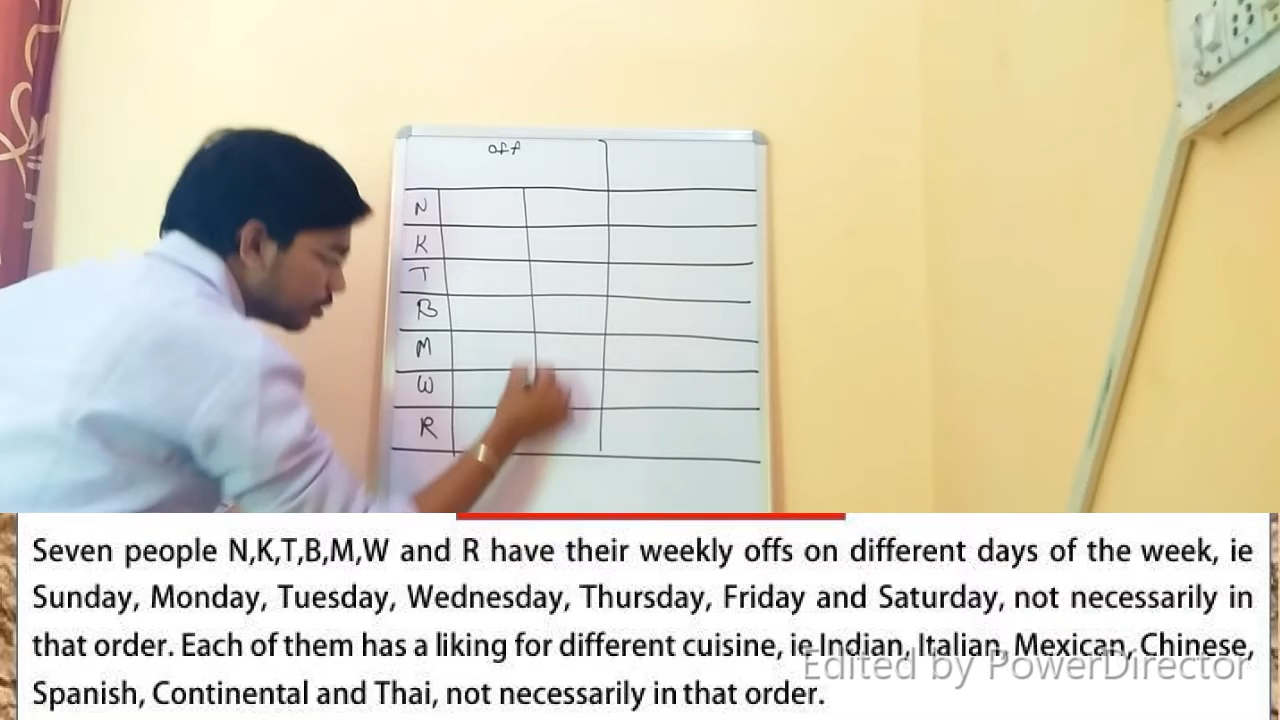 off
N
K
T
B
M
W
R
Seven people N,K,T,B,M,W and R have their weekly offs on different days of the week, ie
Sunday, Monday, Tuesday, Wednesday, Thursday, Friday and Saturday, not necessarily in
that order. Each of them has a liking for different cuisine, ie Indian, Italian, Mexican, Chinese,
Edited by PowerDirector
Spanish, Continental and Thai, not necessarily in that order.